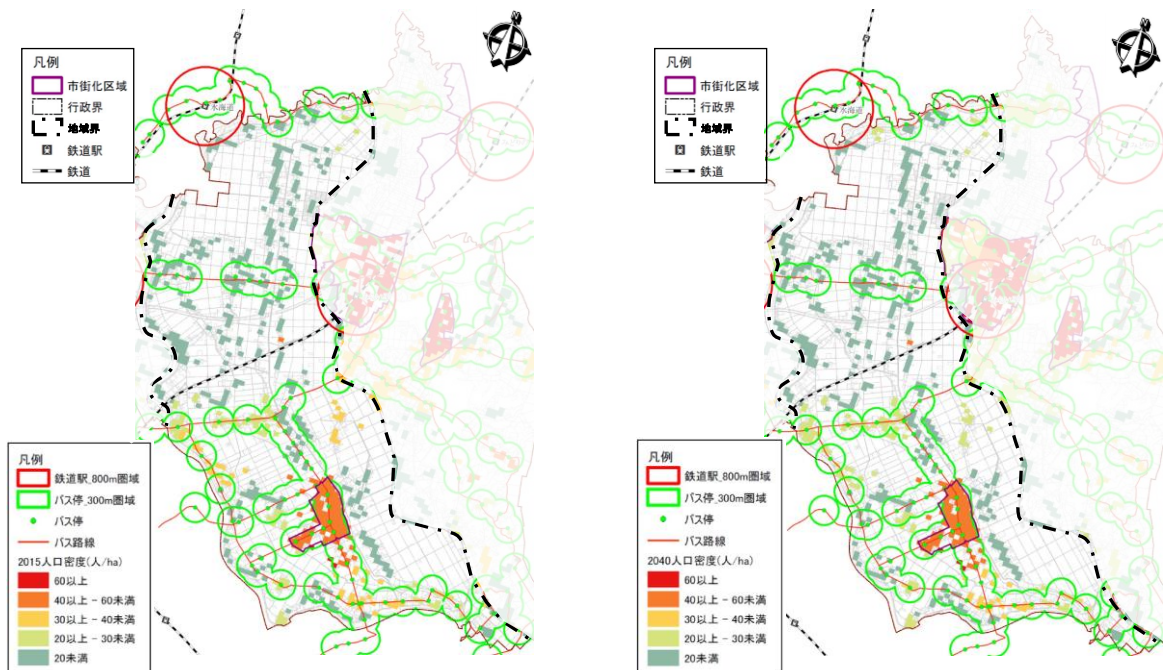 凡例
市街化区域
行政界
地域界
鉄道駅
鉄道
水海道
凡例
鉄道駅_800m圏域
バス停_300m圏域
バス停
バス路線
2015人口密度(人/ha)
60以上
40以上 - 60未満
30以上 - 40未満
20以上 - 30未満
20未満
凡例
市街化区域
行政界
地域界
鉄道駅
鉄道
水海道
凡例
鉄道駅_800m圏域
バス停_300m圏域
バス停
バス路線
2040人口密度(人/ha)
60以上
40以上 - 60未満
30以上 - 40未満
20以上 - 30未満
20未満